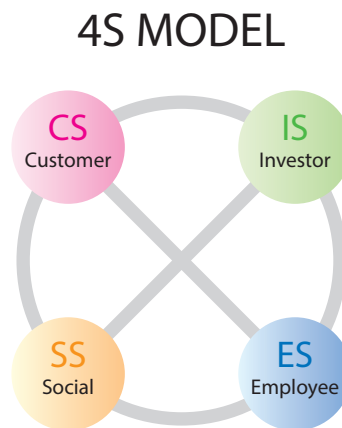 4S MODEL
CS
Customer
IS
Investor
SS
Social
ES
Employee